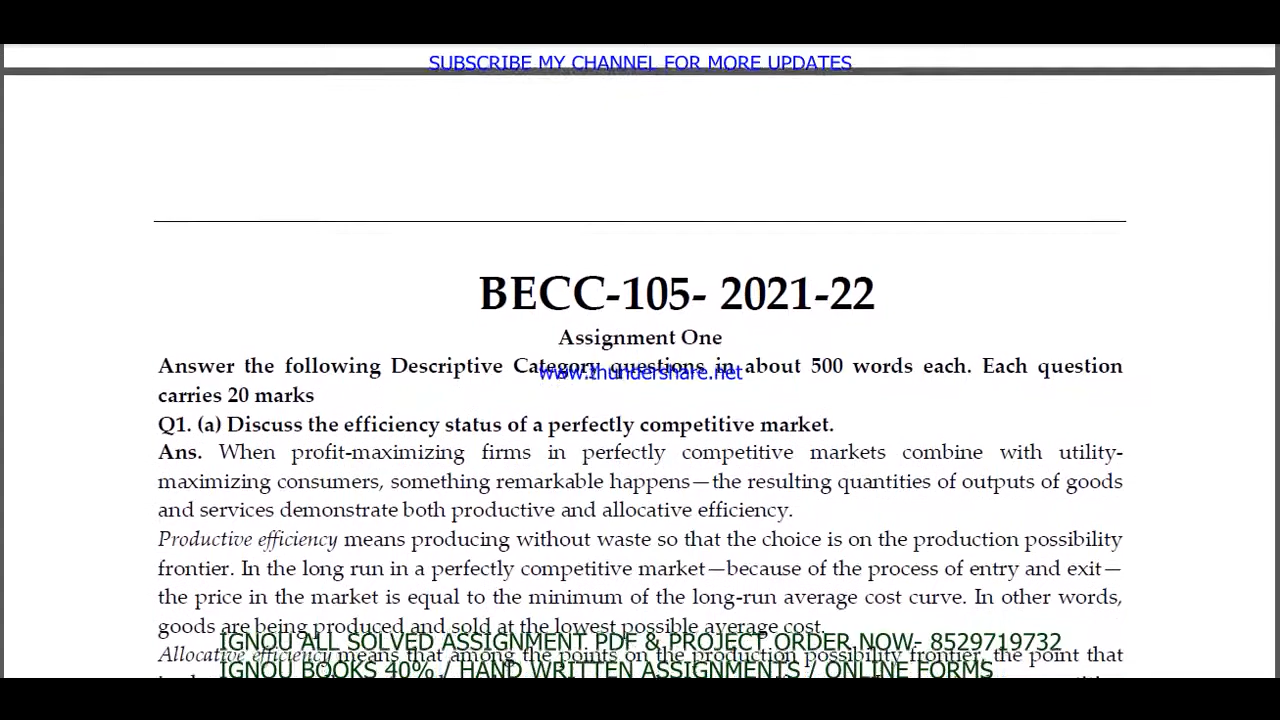 SUBSCRIBE MY CHANNEL FOR MORE UPDATES
BECC-105- 2021-22
Assignment One
Answer the following Descriptive Category questions in about 500 words each. Each question
www.thundershare.net
carries 20 marks
Q1. (a) Discuss the efficiency status of a perfectly competitive market.
Ans. When profit-maximizing firms in perfectly competitive markets combine with utility-
maximizing consumers, something remarkable happens—the resulting quantities of outputs of goods
and services demonstrate both productive and allocative efficiency.
Productive efficiency means producing without waste so that the choice is on the production possibility
frontier. In the long run in a perfectly competitive market—because of the process of entry and exit—
the price in the market is equal to the minimum of the long-run average cost curve. In other words,
goods are being produced and sold at the lowest possible average cost.
IGNOU ALL SOLVED ASSIGNMENT PDF & PROJECT ORDER NOW- 8529719732
Allocative efficiency means that among the points on the production possibility frontier, the point that
IGNOU BOOKS 40% / HAND WRITTEN ASSIGNMENTS / ONLINE FORMS